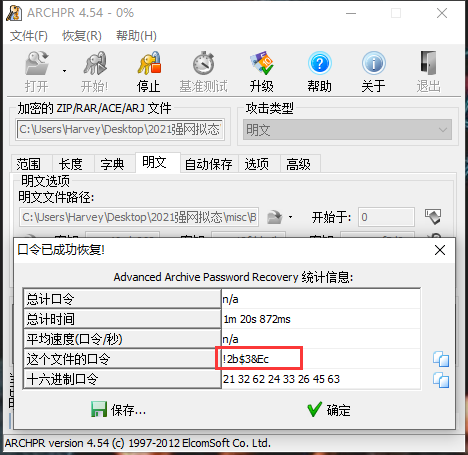 ARCHPR 4.54 - 0%
文件(F) 恢复(R) 帮助(H)
打开 开始! 停止 基准测试 升级 帮助 关于 退出
加密的 ZIP/RAR/ACE/ARJ 文件 攻击类型
C:\Users\Harvey\Desktop\2021强网拟态 明文
范围 长度 字典 明文 自动保存 选项 高级
明文选项
明文文件路径:
C:\Users\Harvey\Desktop\2021强网拟态\misc\B 开始于: 0
口令已成功恢复!
Advanced Archive Password Recovery 统计信息:
总计口令 n/a
总计时间 1m 20s 872ms
平均速度(口令/秒) n/a
这个文件的口令 !2b$3&Ec
十六进制口令 21 32 62 24 33 26 45 63
保存... 确定
ARCHPR version 4.54 (c) 1997-2012 ElcomSoft Co. Ltd.